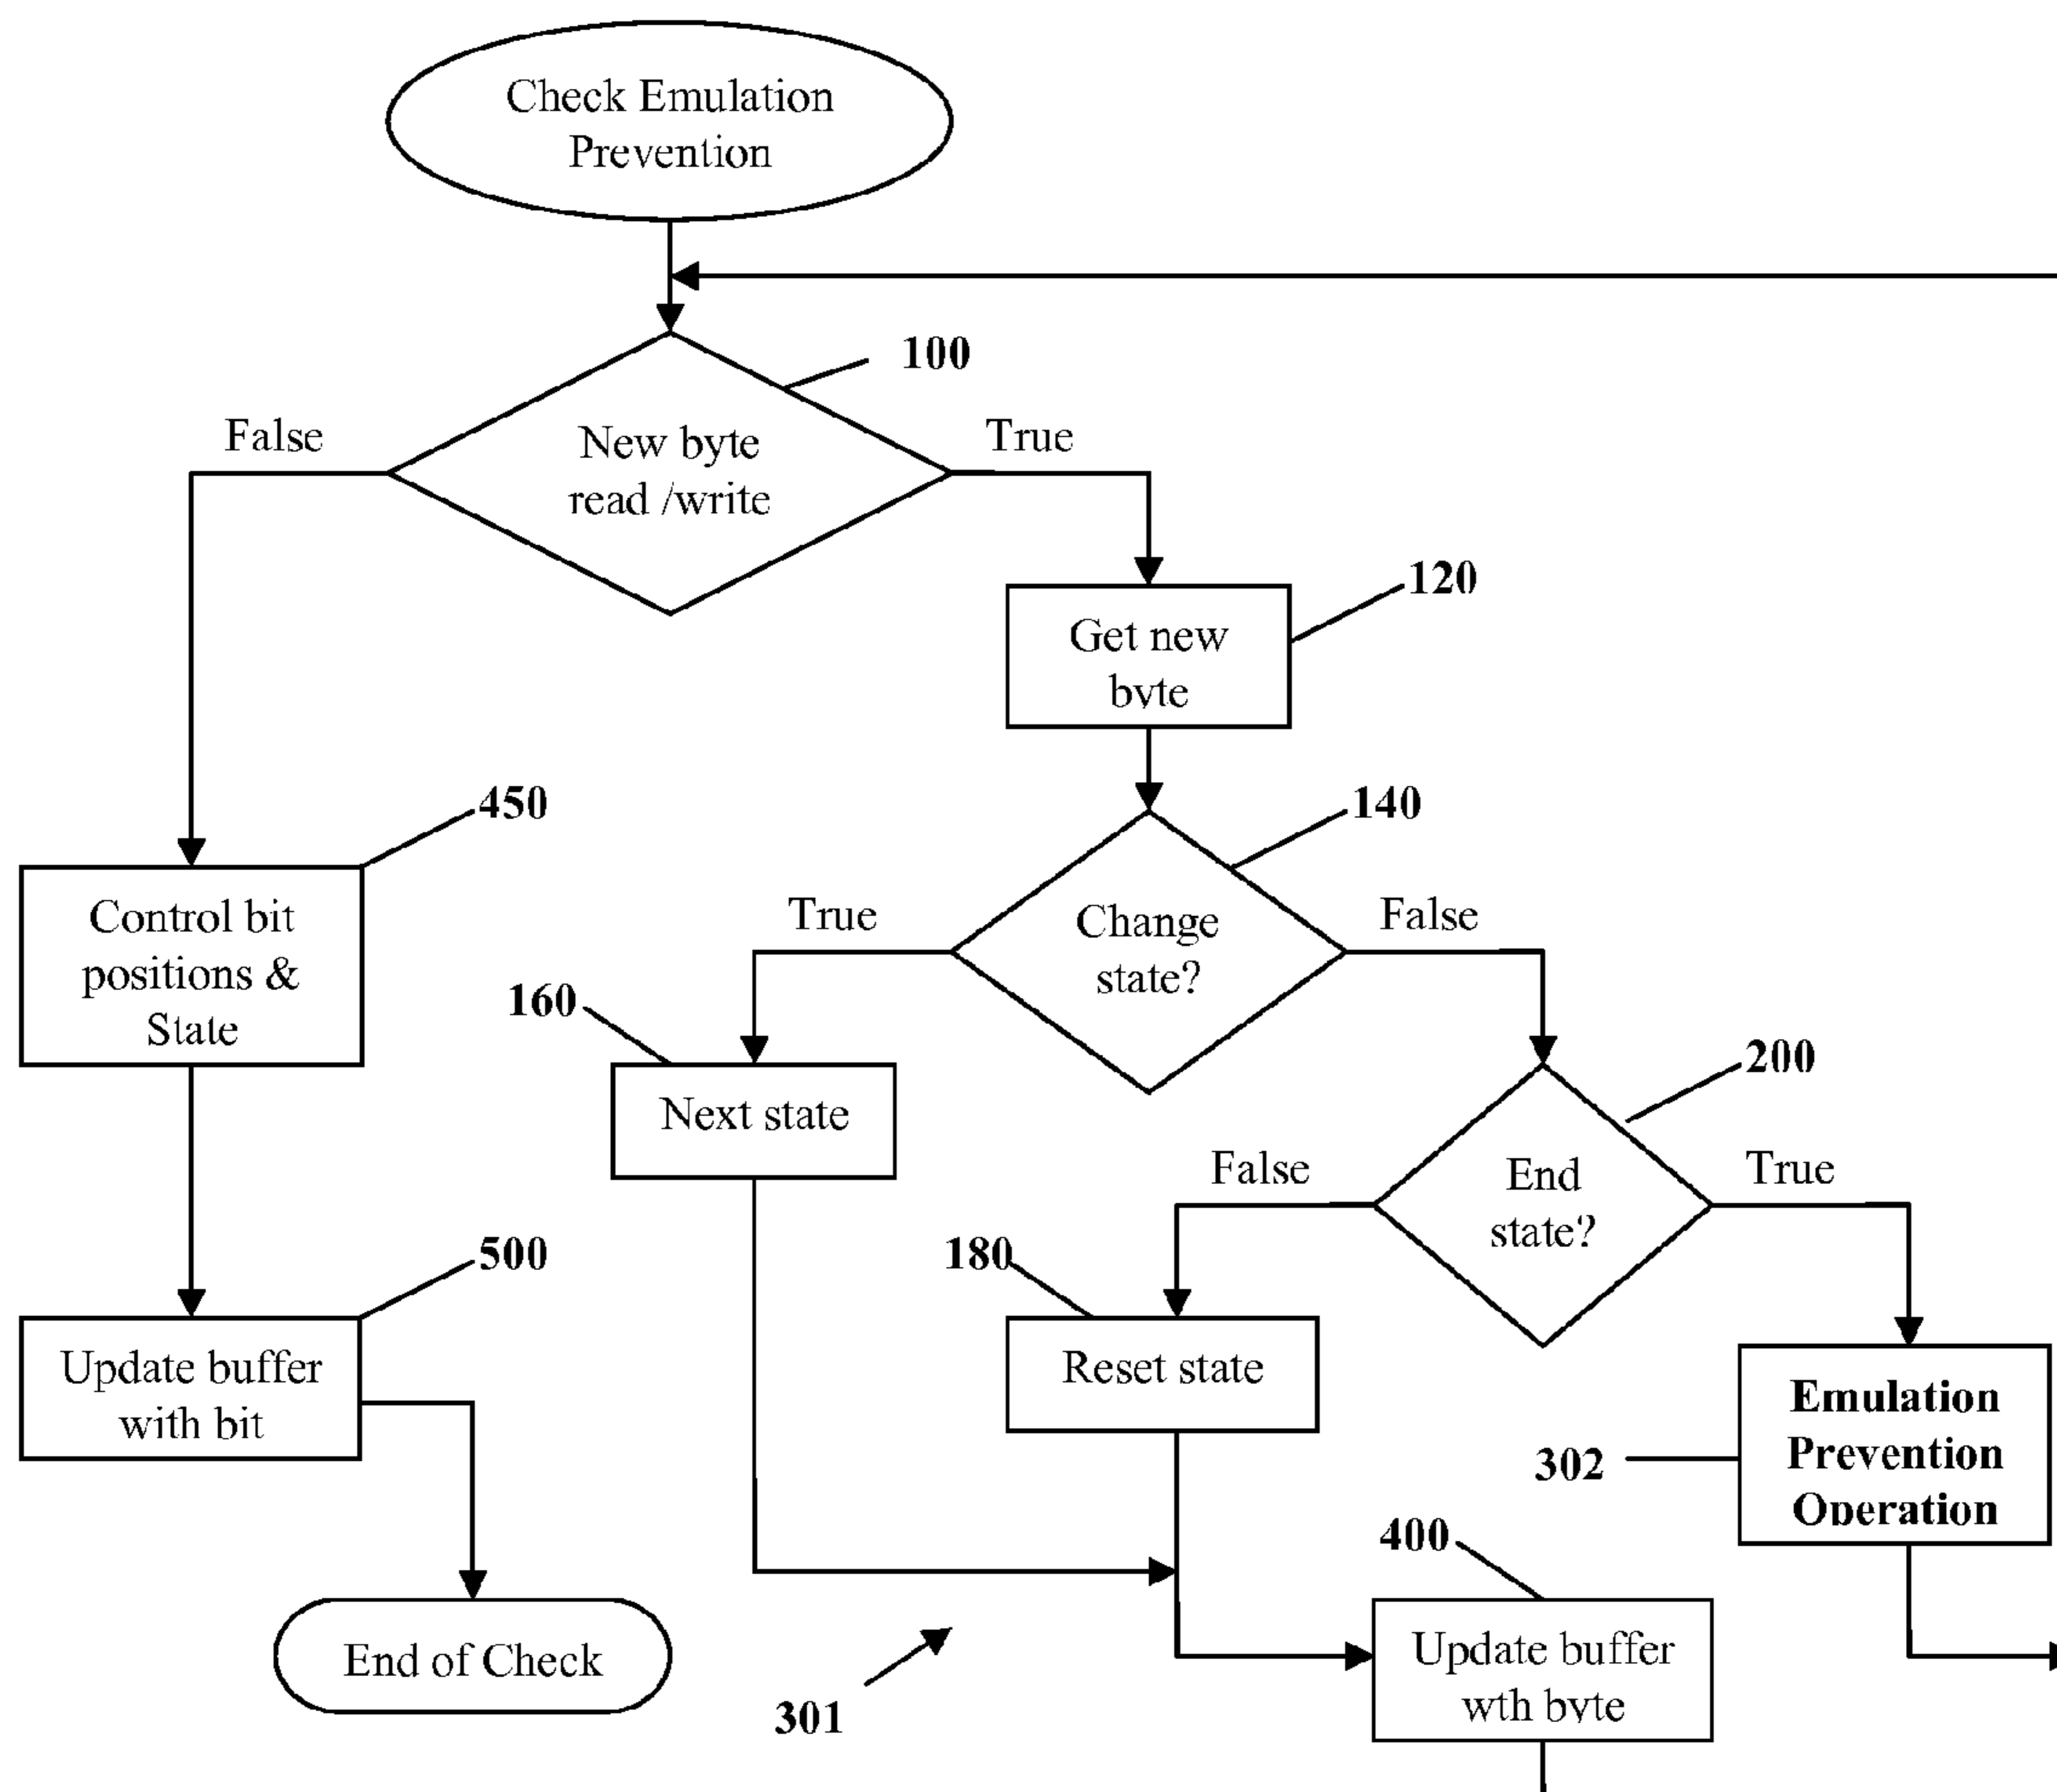 Check Emulation
Prevention
100
False
True
New byte
read /write
120
Get new
byte
450
140
Control bit
positions &
State
True
Change
state?
False
160
Next state
200
False
End
state?
True
500
180
Update buffer
with bit
Reset state
Emulation
Prevention
Operation
302
400
End of Check
Update buffer
wth byte
301